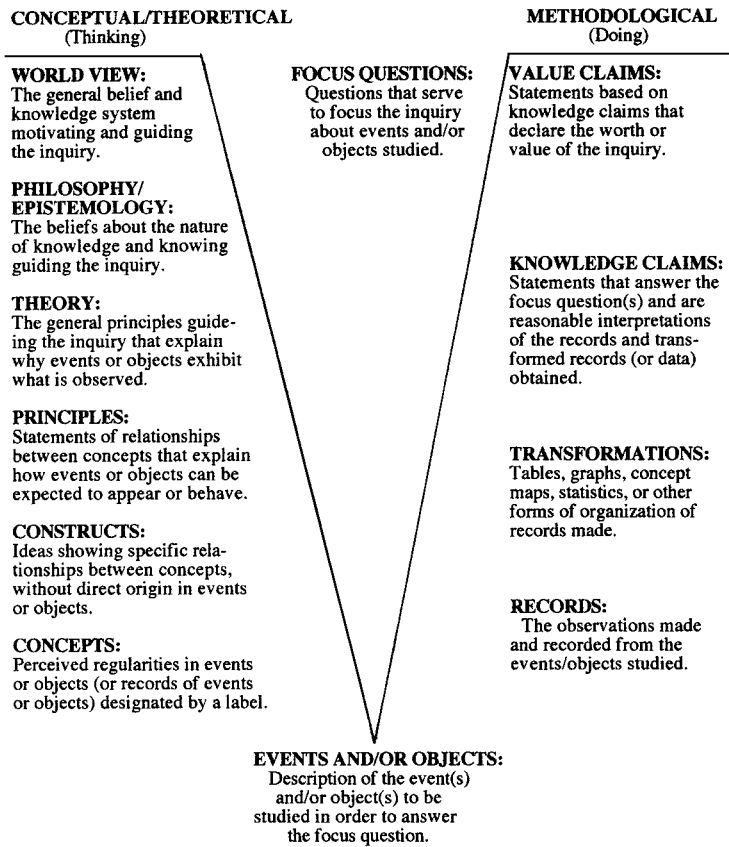 CONCEPTUAL/THEORETICAL
(Thinking)
WORLD VIEW:
The general belief and
knowledge system
motivating and guiding
the inquiry.
PHILOSOPHY/
EPISTEMOLOGY:
The beliefs about the nature
of knowledge and knowing
guiding the inquiry.
THEORY:
The general principles guide-
ing the inquiry that explain
why events or objects exhibit
what is observed.
PRINCIPLES:
Statements of relationships
between concepts that explain
how events or objects can be
expected to appear or behave.
CONSTRUCTS:
Ideas showing specific rela-
tionships between concepts,
without direct origin in events
or objects.
CONCEPTS:
Perceived regularities in events
or objects (or records of events
or objects) designated by a label.
FOCUS QUESTIONS:
Questions that serve
to focus the inquiry
about events and/or
objects studied.
METHODOLOGICAL
(Doing)
VALUE CLAIMS:
Statements based on
knowledge claims that
declare the worth or
value of the inquiry.
KNOWLEDGE CLAIMS:
Statements that answer the
focus question(s) and are
reasonable interpretations
of the records and trans-
formed records (or data)
obtained.
TRANSFORMATIONS:
Tables, graphs, concept
maps, statistics, or other
forms of organization of
records made.
RECORDS:
The observations made
and recorded from the
events/objects studied.
EVENTS AND/OR OBJECTS:
Description of the event(s)
and/or object(s) to be
studied in order to answer
the focus question.